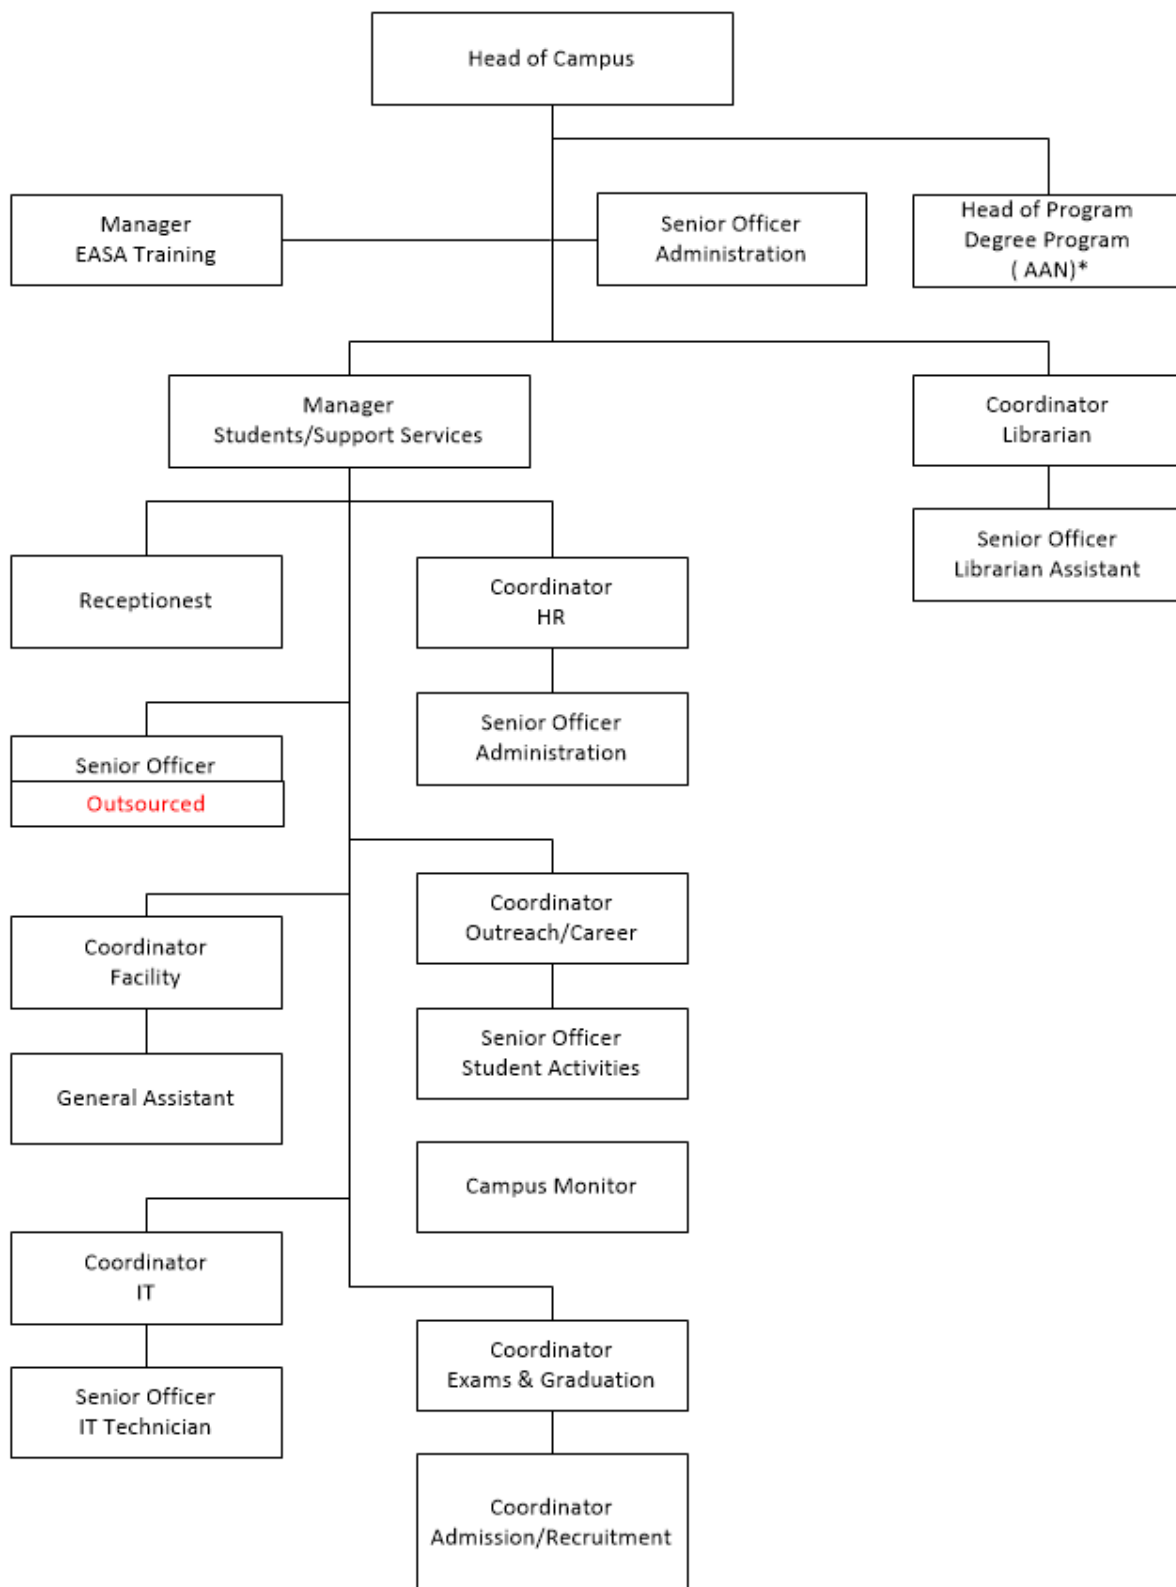 Head of Campus
Manager
EASA Training
Senior Officer
Administration
Head of Program
Degree Program
( AAN)*
Manager
Students/Support Services
Coordinator
Librarian
Senior Officer
Librarian Assistant
Receptionest
Coordinator
HR
Senior Officer
Administration
Senior Officer
Outsourced
Coordinator
Outreach/Career
Coordinator
Facility
Senior Officer
Student Activities
General Assistant
Campus Monitor
Coordinator
IT
Coordinator
Exams & Graduation
Senior Officer
IT Technician
Coordinator
Admission/Recruitment